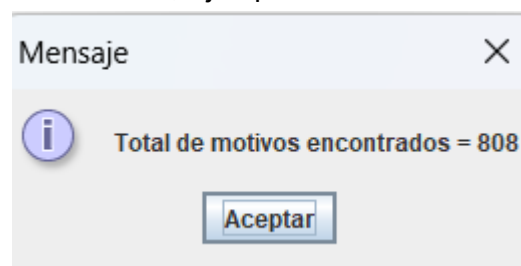 Mensaje
Total de motivos encontrados = 808
Aceptar